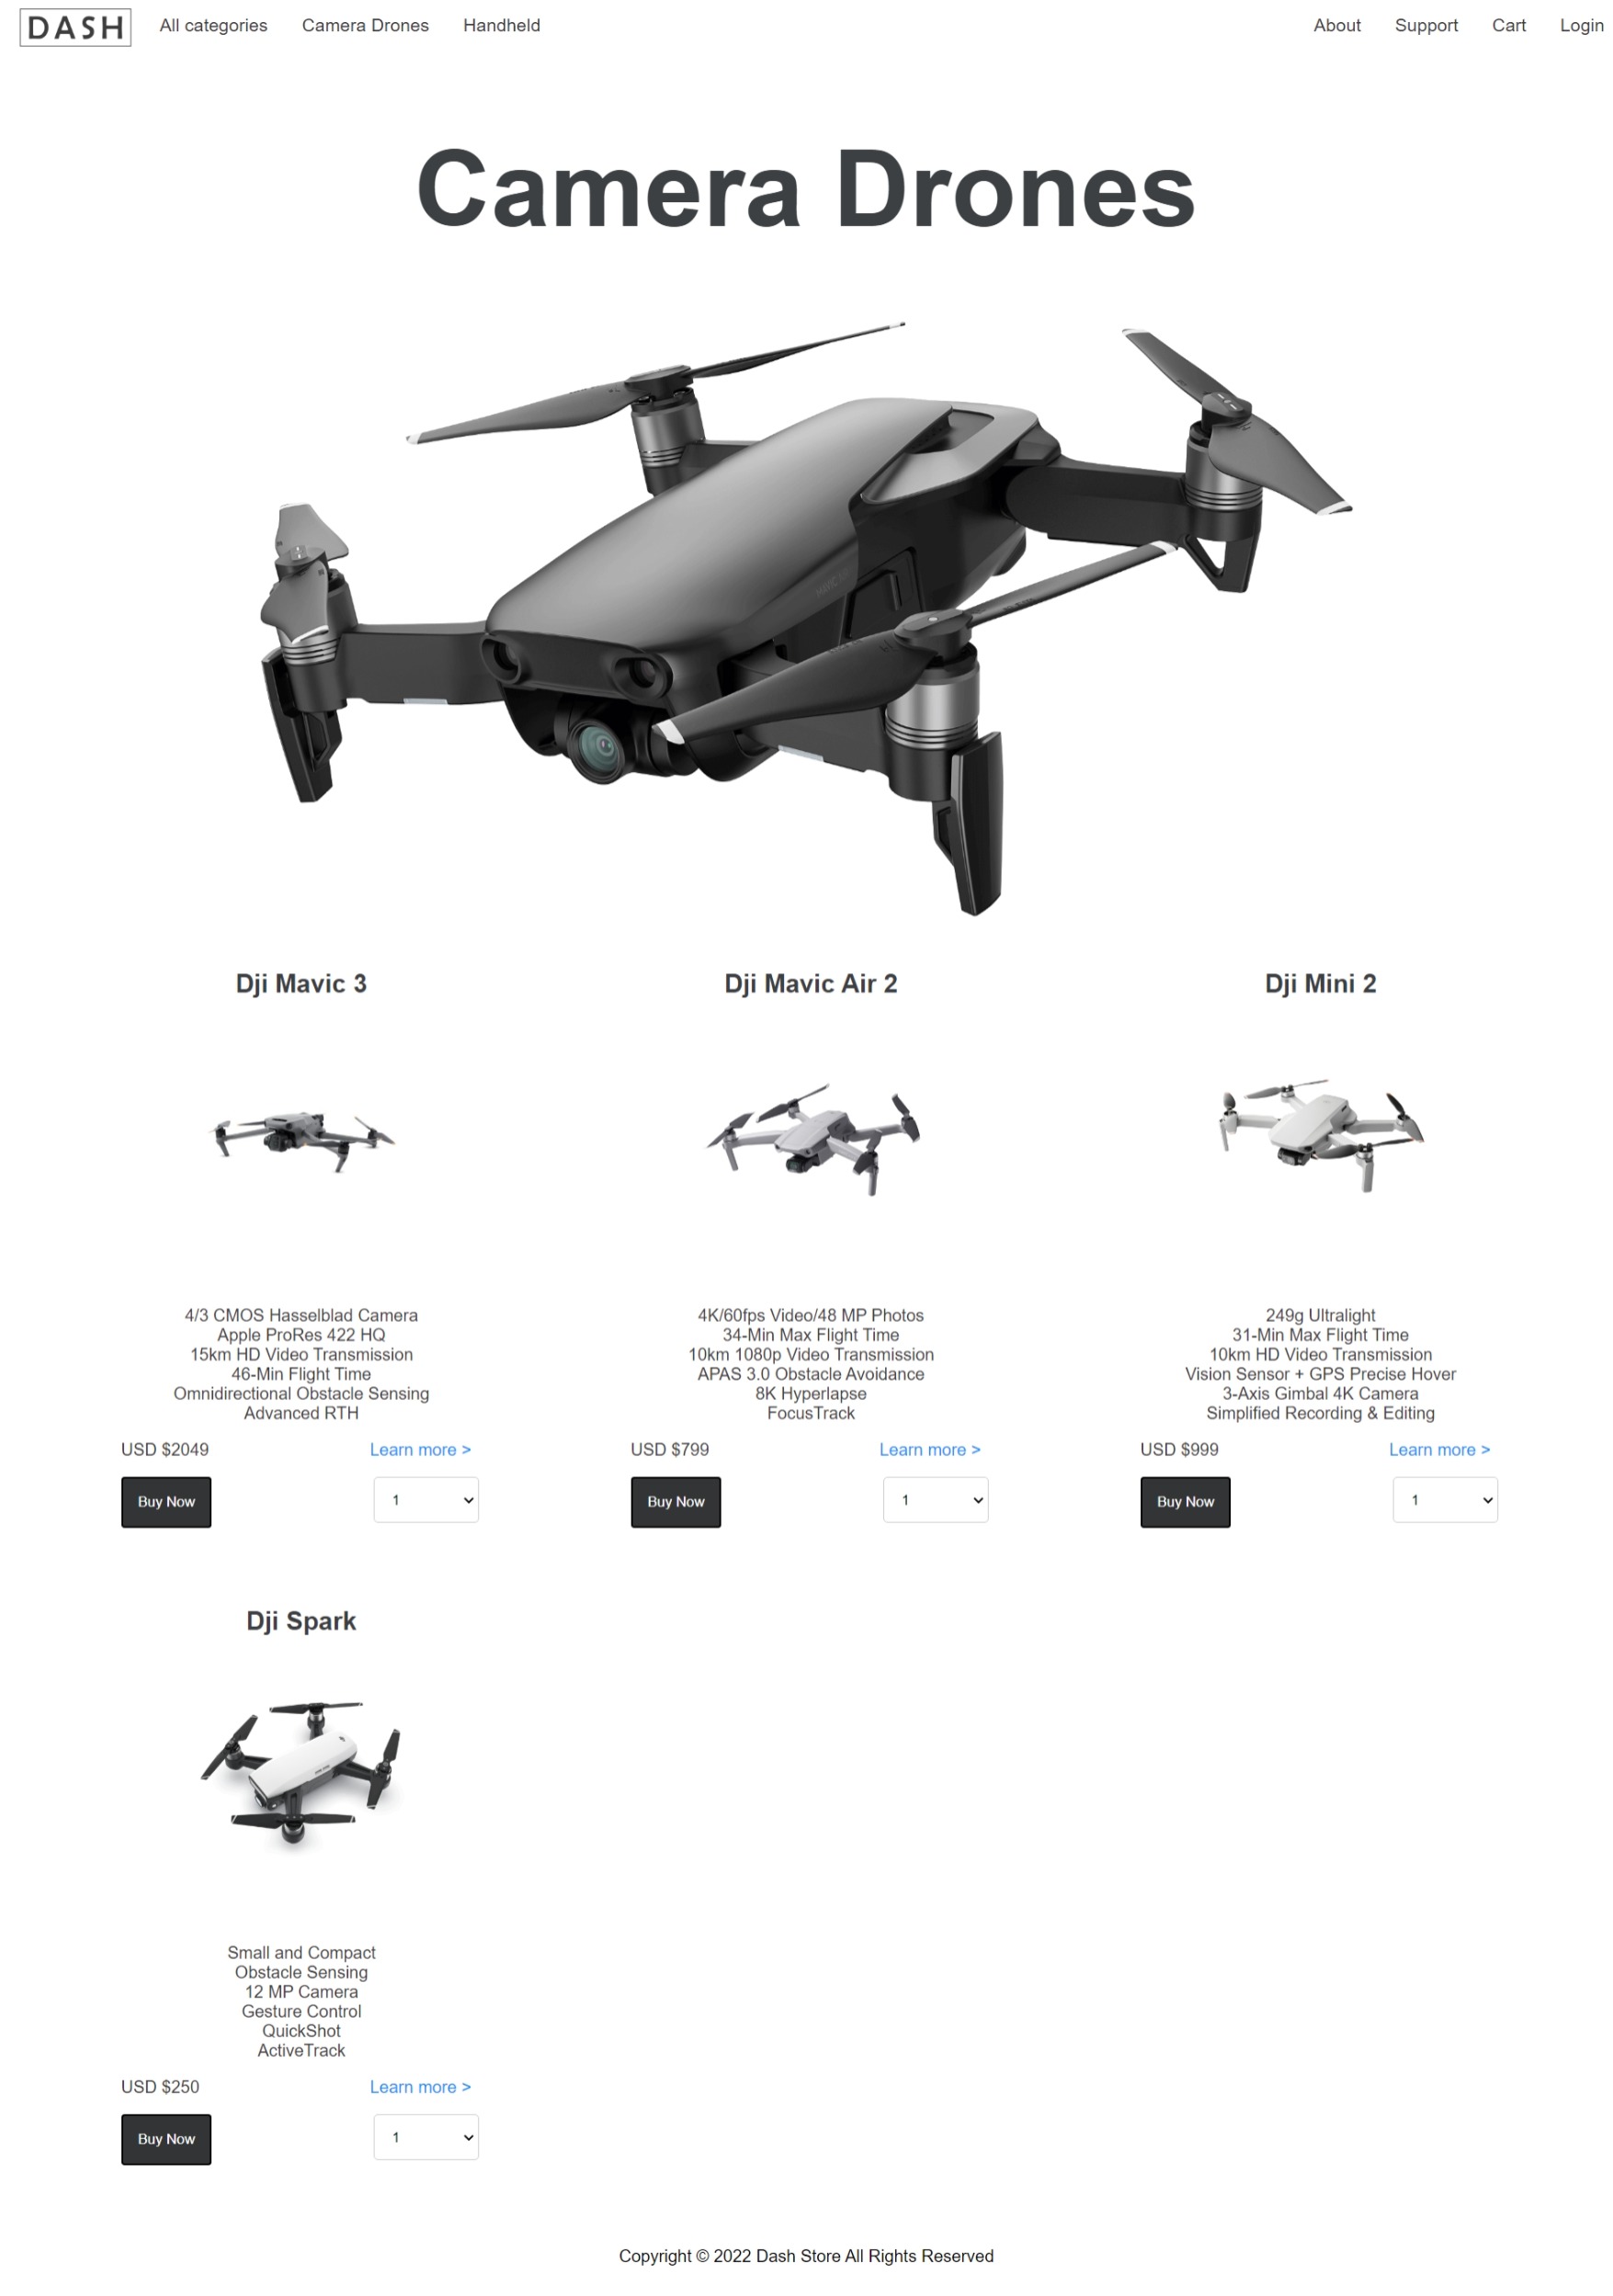 DASH All categories Camera Drones Handheld About Support Cart Login
Camera Drones
Dji Mavic 3
4/3 CMOS Hasselblad Camera
Apple ProRes 422 HQ
15km HD Video Transmission
46-Min Flight Time
Omnidirectional Obstacle Sensing
Advanced RTH
USD $2049 Learn more >
Buy Now 1
Dji Mavic Air 2
4K/60fps Video/48 MP Photos
34-Min Max Flight Time
10km 1080p Video Transmission
APAS 3.0 Obstacle Avoidance
8K Hyperlapse
FocusTrack
USD $799 Learn more >
Buy Now 1
Dji Mini 2
249g Ultralight
31-Min Max Flight Time
10km HD Video Transmission
Vision Sensor + GPS Precise Hover
3-Axis Gimbal 4K Camera
Simplified Recording & Editing
USD $999 Learn more >
Buy Now 1
Dji Spark
Small and Compact
Obstacle Sensing
12 MP Camera
Gesture Control
QuickShot
ActiveTrack
USD $250 Learn more >
Buy Now 1
Copyright © 2022 Dash Store All Rights Reserved